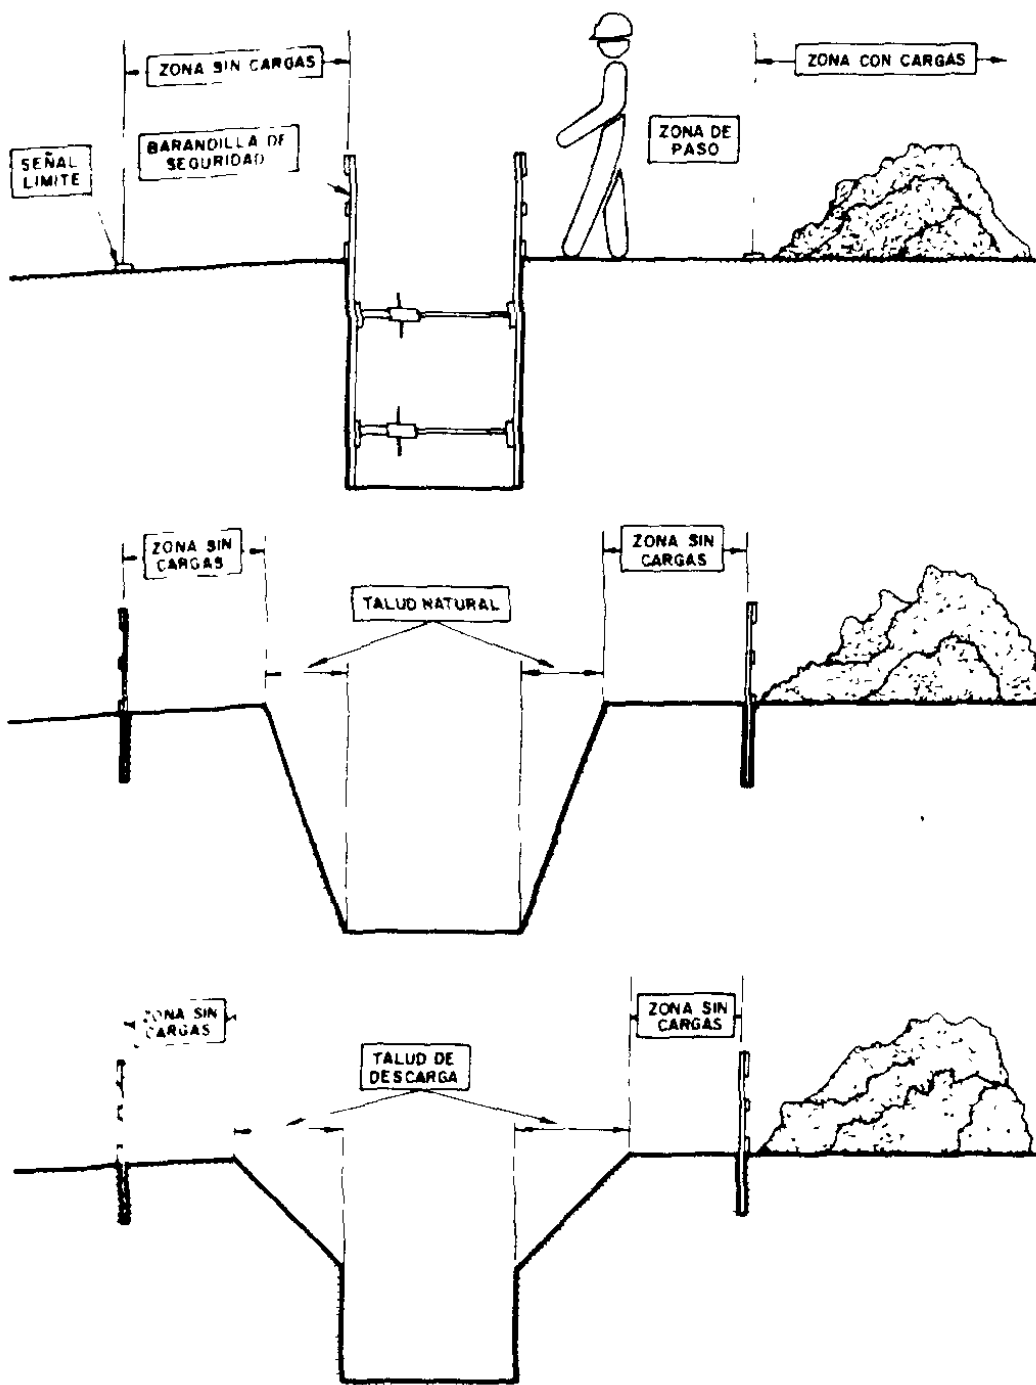 ZONA SIN CARGAS
ZONA CON CARGAS
SEÑAL
LIMITE
BARANDILLA DE
SEGURIDAD
ZONA DE
PASO
ZONA SIN
CARGAS
ZONA SIN
CARGAS
TALUD NATURAL
ZONA SIN
CARGAS
ZONA SIN
CARGAS
TALUD DE
DESCARGA